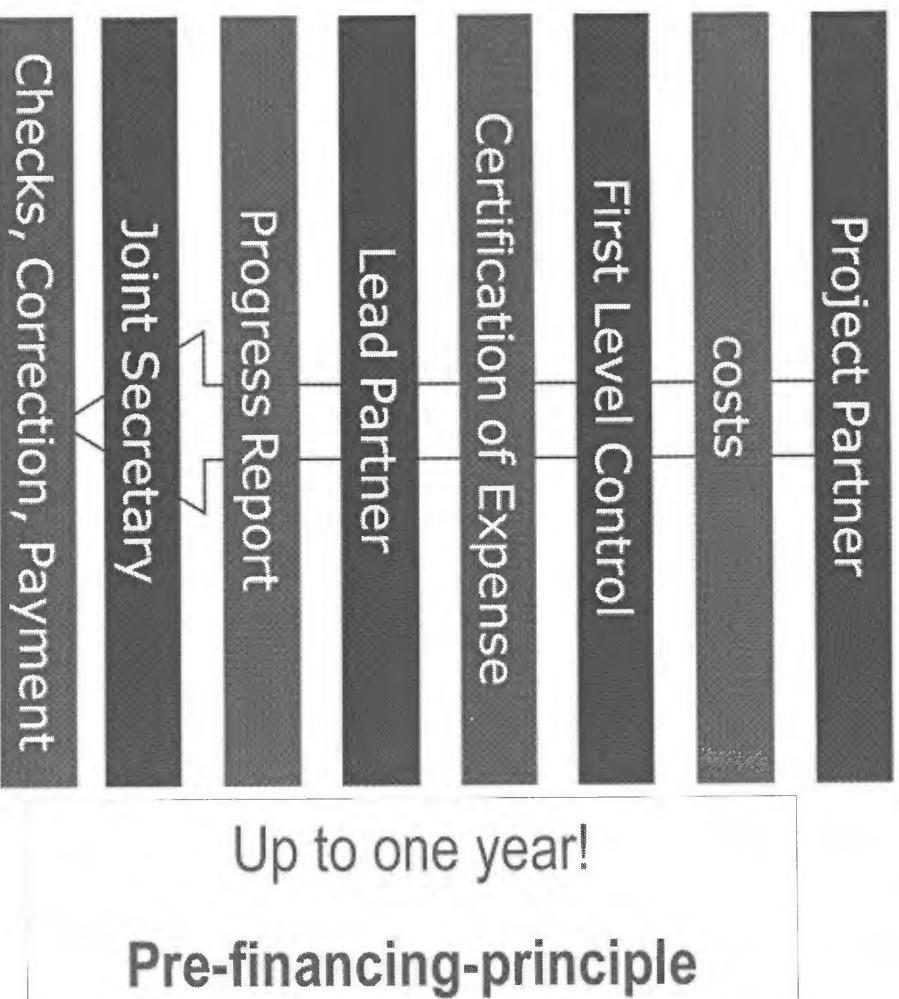 Project Partner
costs
First Level Control
Certification of Expense
Lead Partner
Progress Report
Joint Secretary
Checks, Correction, Payment
Up to one year!
Pre-financing-principle